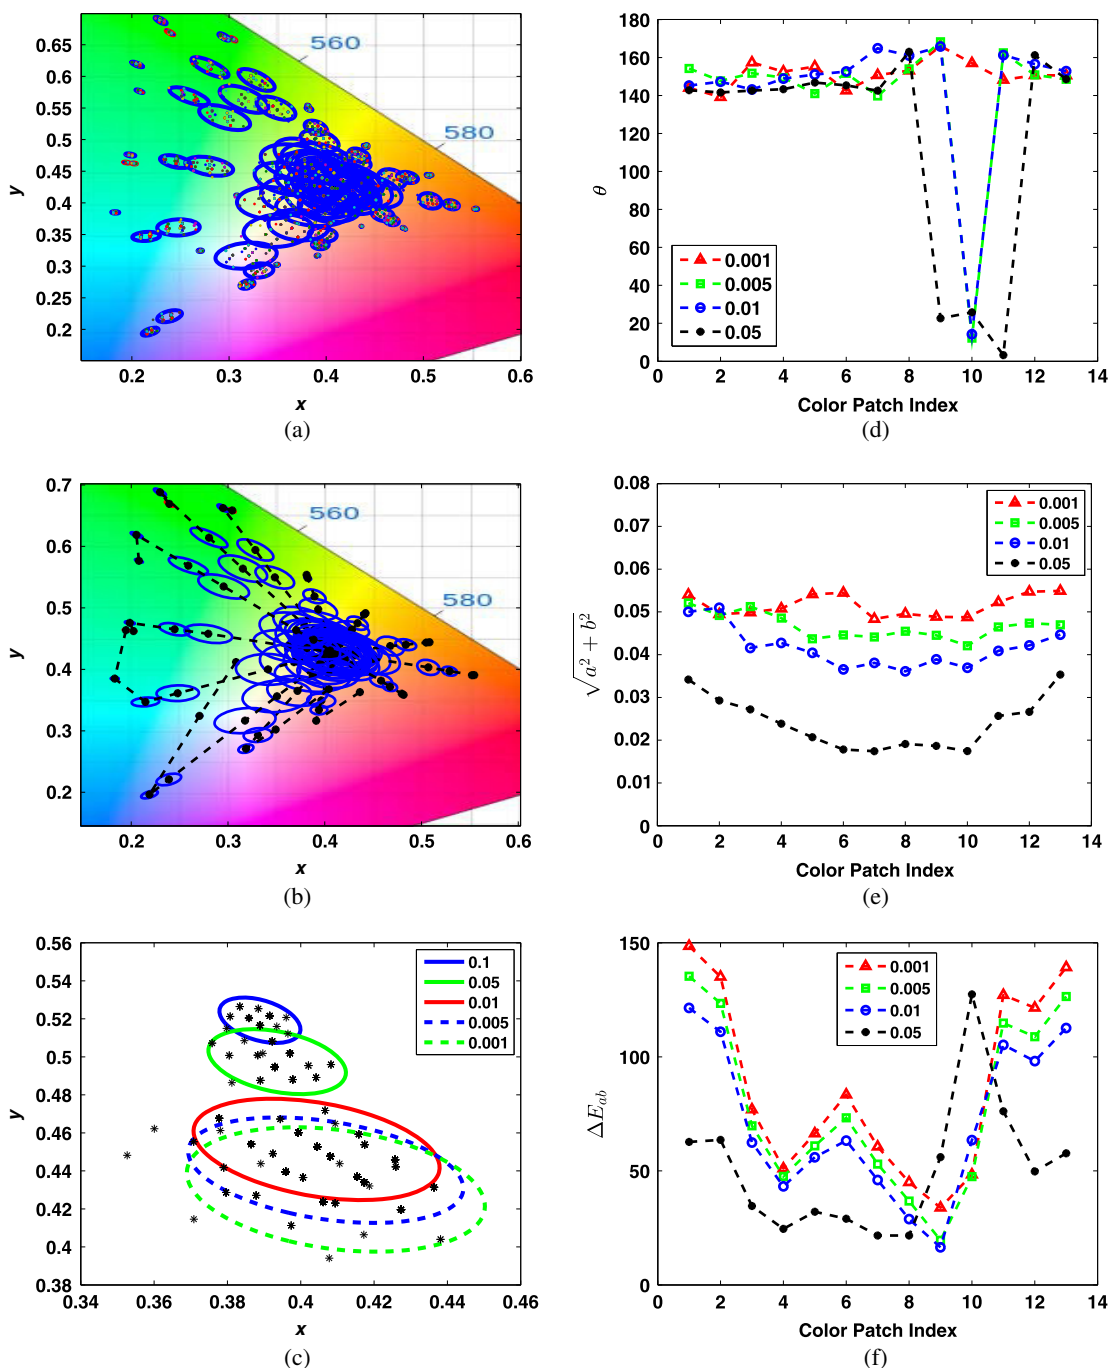 0.65
0.6
0.55
0.5
0.45
0.4
0.35
0.3
0.25
0.2
y
560
580
0.2 0.3 0.4 0.5 0.6
x
(a)
180
160
140
120
100
80
60
40
20
0
θ
0.001
0.005
0.01
0.05
0 2 4 6 8 10 12 14
Color Patch Index
(d)
0.7
0.6
0.5
0.4
0.3
0.2
y
560
580
0.2 0.3 0.4 0.5 0.6
x
(b)
0.08
0.07
0.06
0.05
0.04
0.03
0.02
0.01
0
√a² + b²
0.001
0.005
0.01
0.05
0 2 4 6 8 10 12 14
Color Patch Index
(e)
0.56
0.54
0.52
0.5
0.48
0.46
0.44
0.42
0.4
0.38
y
0.1
0.05
0.01
0.005
0.001
0.34 0.36 0.38 0.4 0.42 0.44 0.46
x
(c)
150
100
50
0
ΔE_ab
0.001
0.005
0.01
0.05
0 2 4 6 8 10 12 14
Color Patch Index
(f)